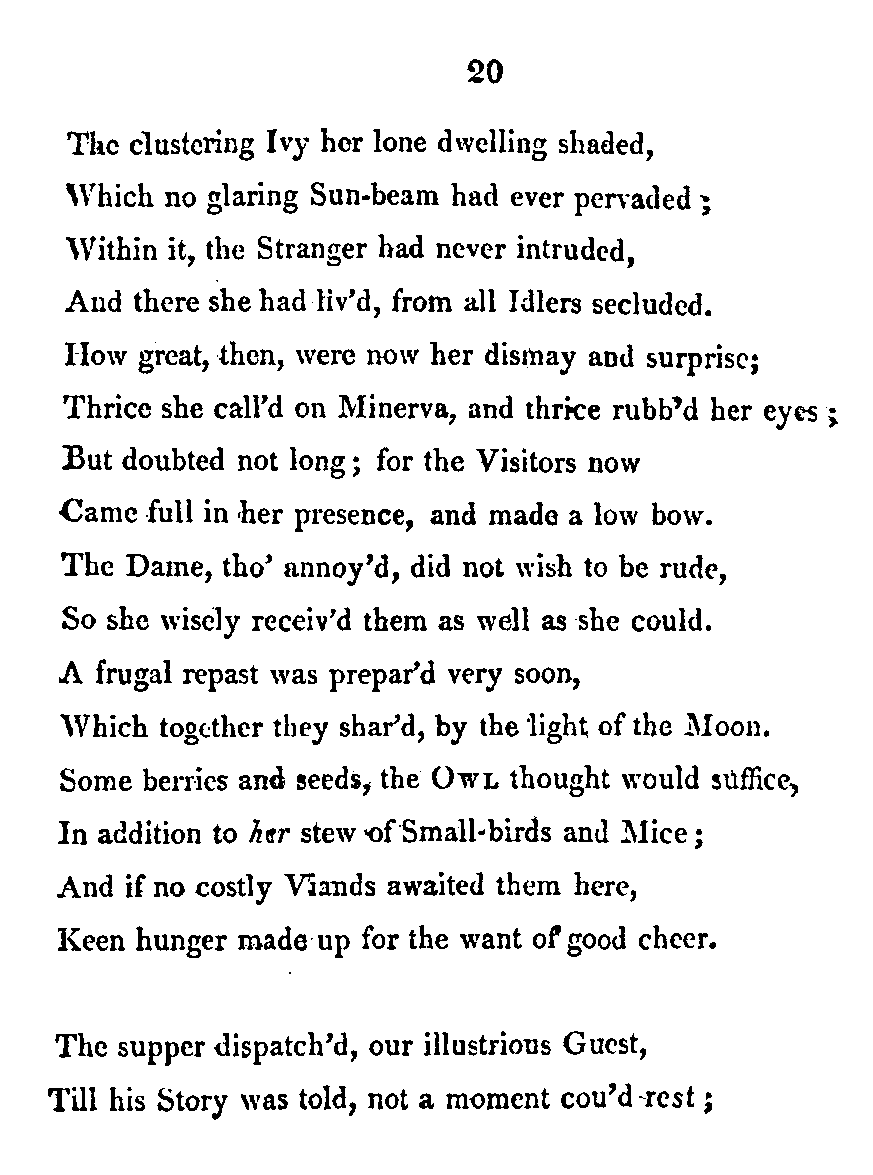 20
The clustering Ivy her lone dwelling shaded,
Which no glaring Sun-beam had ever pervaded ;
Within it, the Stranger had never intruded,
And there she had liv'd, from all Idlers secluded.
How great, then, were now her dismay and surprise;
Thrice she call'd on Minerva, and thrice rubb'd her eyes ;
But doubted not long ; for the Visitors now
Came full in her presence, and made a low bow.
The Dame, tho' annoy'd, did not wish to be rude,
So she wisely receiv'd them as well as she could.
A frugal repast was prepar'd very soon,
Which together they shar'd, by the light of the Moon.
Some berries and seeds, the OWL thought would suffice,
In addition to her stew of Small-birds and Mice ;
And if no costly Viands awaited them here,
Keen hunger made up for the want of good cheer.
The supper dispatch'd, our illustrious Guest,
Till his Story was told, not a moment cou'd rest ;